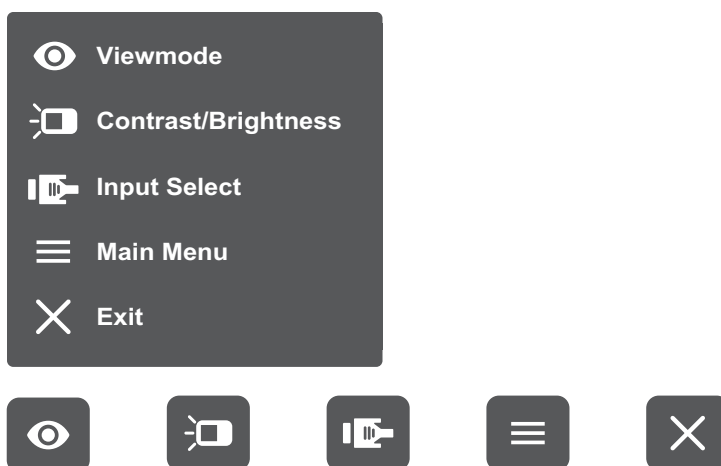 Viewmode
Contrast/Brightness
Input Select
Main Menu
Exit